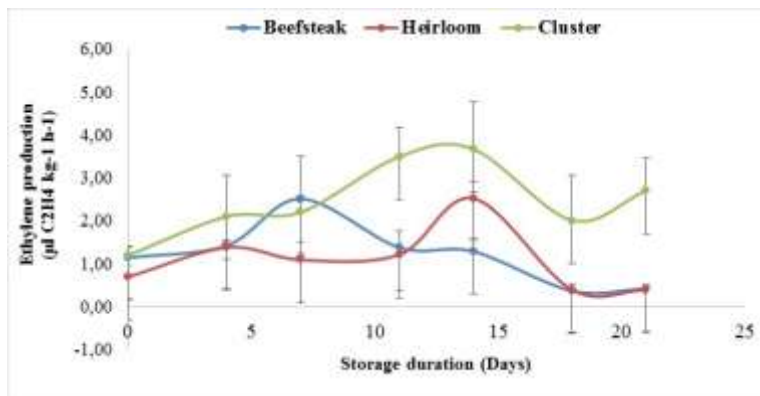 Beefsteak Heirloom Cluster
6,00
5,00
4,00
3,00
2,00
1,00
0,00
-1,00
Ethylene production
(µl C2H4 kg-1 h-1)
0 5 10 15 20 25
Storage duration (Days)